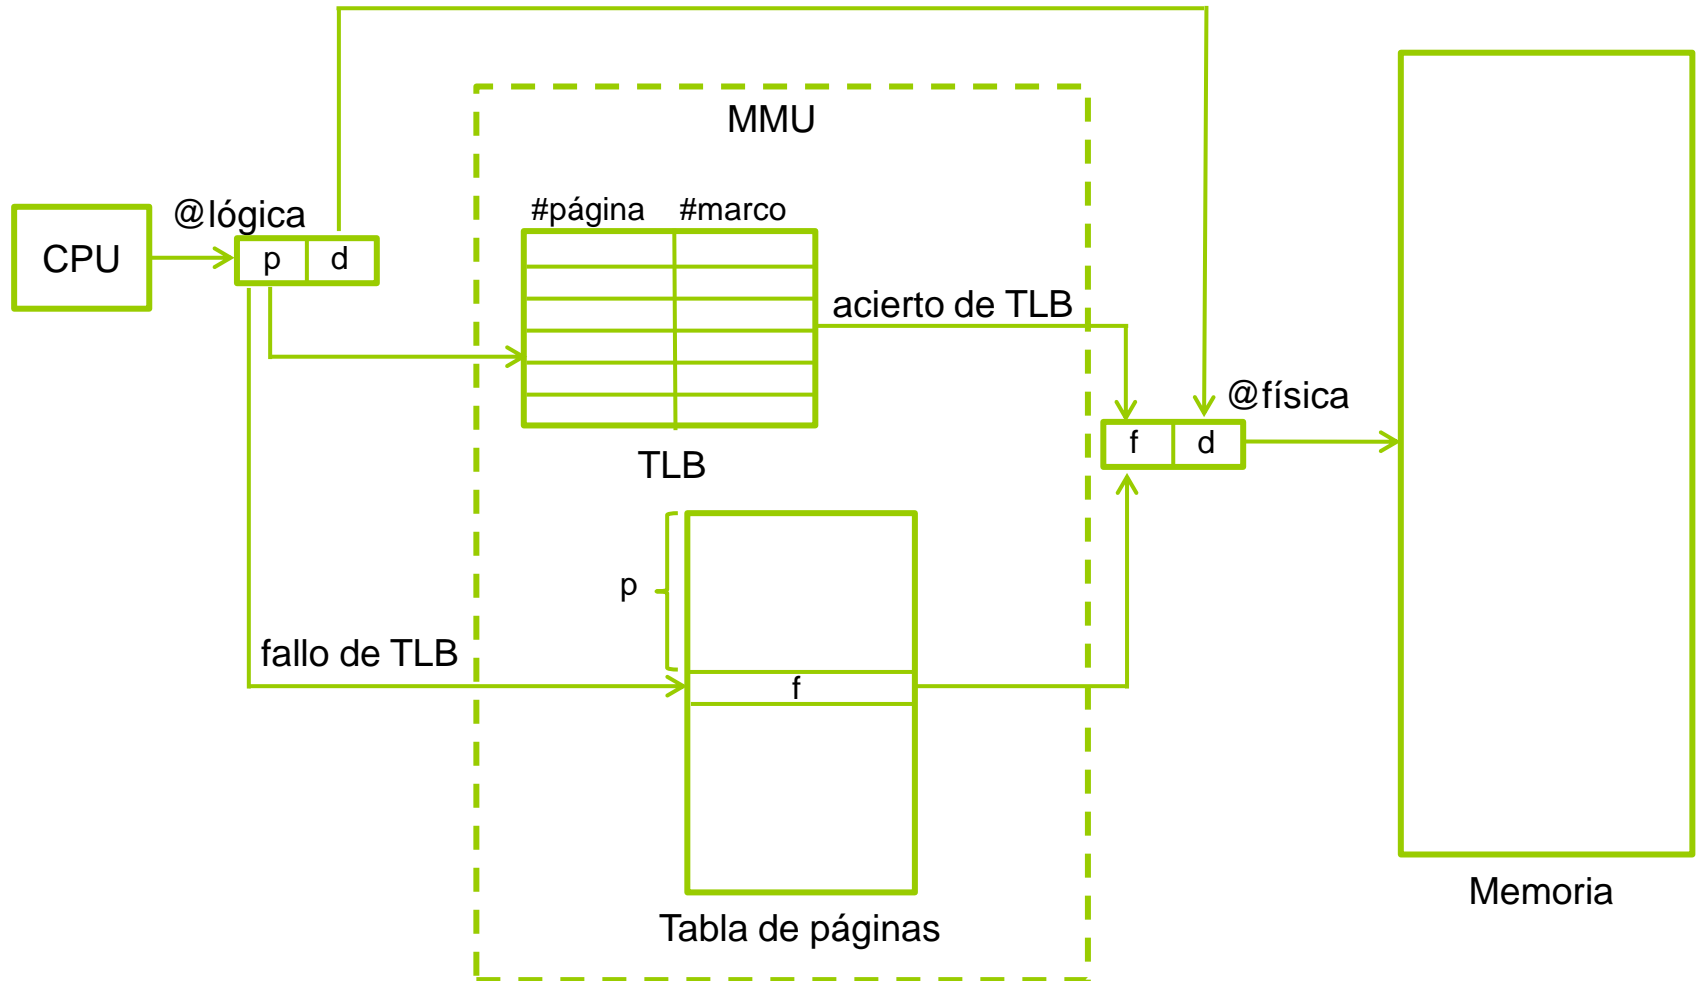 MMU
@lógica
#página #marco
CPU
p d
acierto de TLB
@física
f d
TLB
p
fallo de TLB
f
Memoria
Tabla de páginas